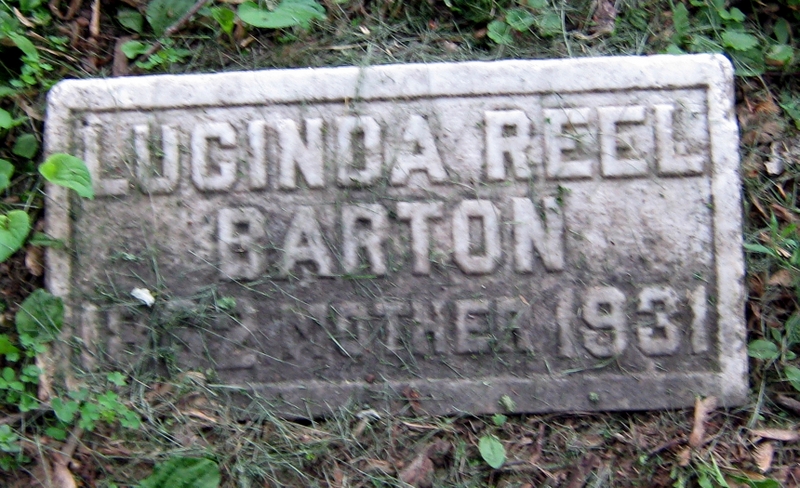 LUCINDA REEL
BARTON
MOTHER 1931